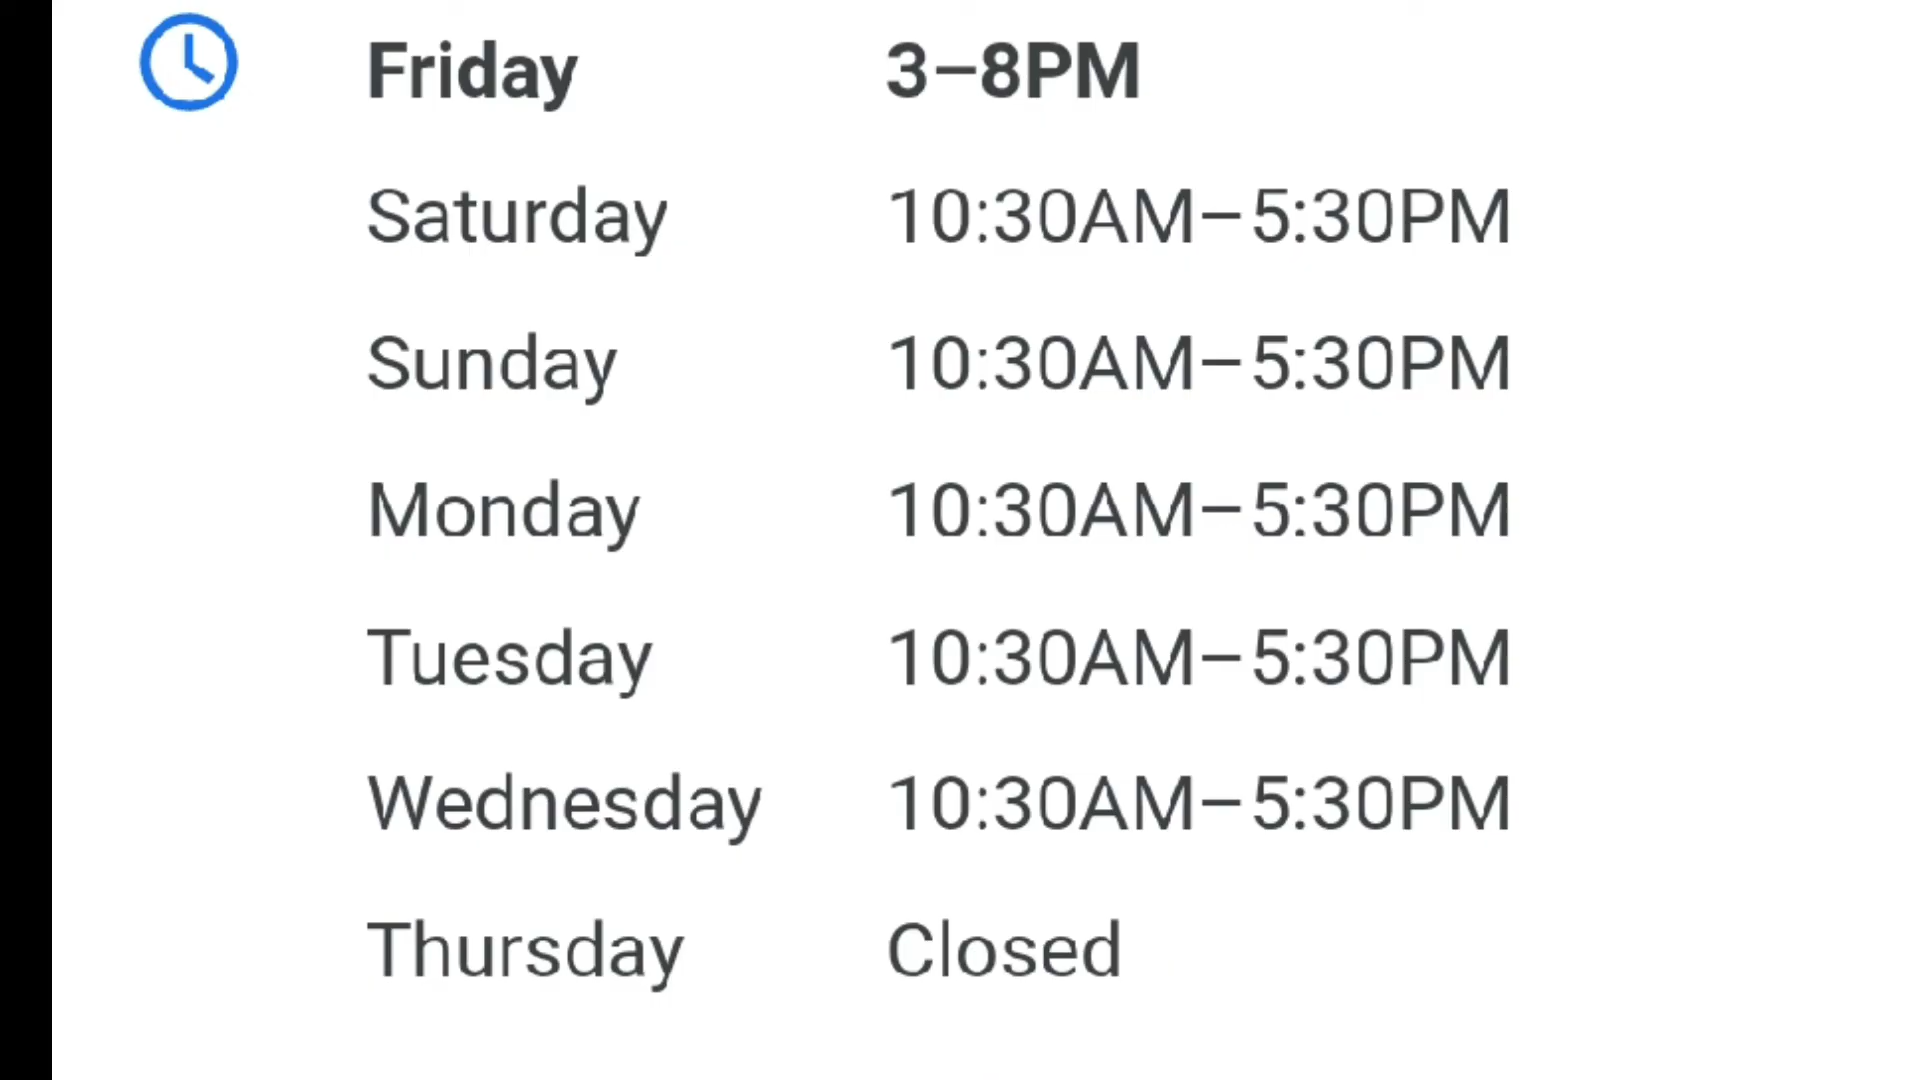 Friday 3–8PM
Saturday 10:30AM–5:30PM
Sunday 10:30AM–5:30PM
Monday 10:30AM–5:30PM
Tuesday 10:30AM–5:30PM
Wednesday 10:30AM–5:30PM
Thursday Closed